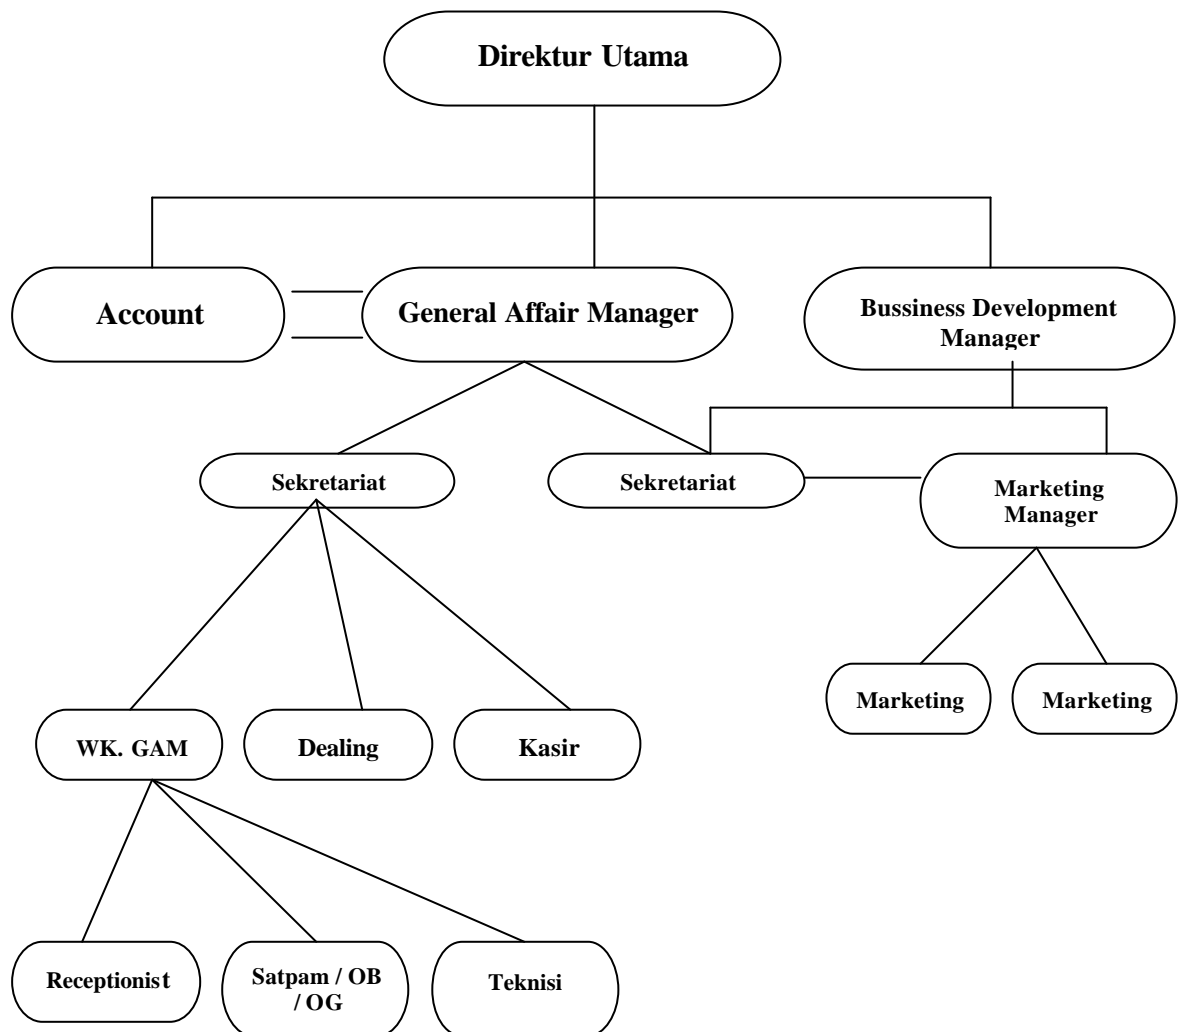 Direktur Utama
Account
General Affair Manager
Bussiness Development
Manager
Sekretariat
Sekretariat
Marketing
Manager
Marketing
Marketing
WK. GAM
Dealing
Kasir
Receptionist
Satpam / OB
/ OG
Teknisi